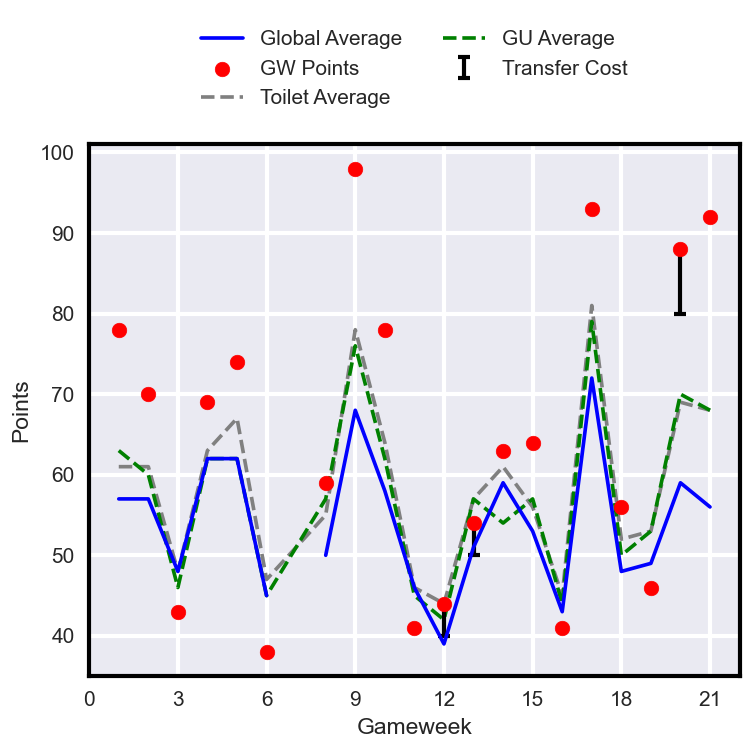 Global Average
GW Points
Toilet Average
GU Average
Transfer Cost
100
90
80
70
60
50
40
Points
0 3 6 9 12 15 18 21
Gameweek